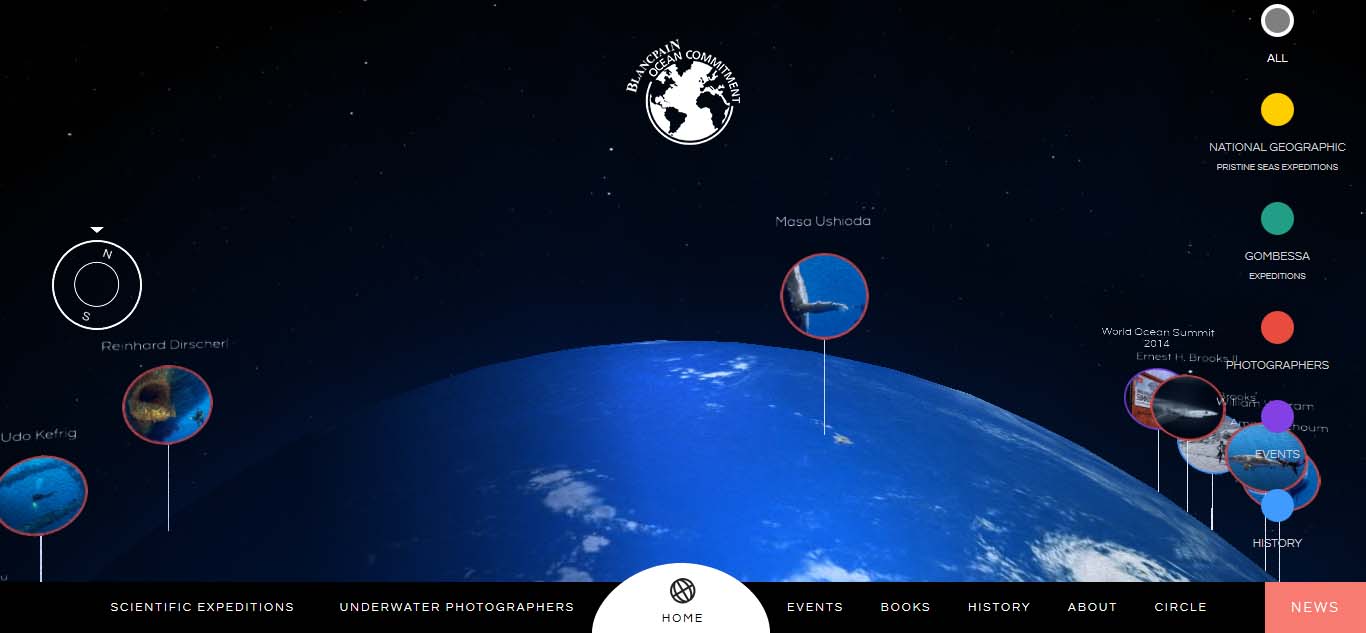 BLANCPAIN
OCEAN COMMITMENT
ALL
NATIONAL GEOGRAPHIC
PRISTINE SEAS EXPEDITIONS
GOMBESSA
EXPEDITIONS
PHOTOGRAPHERS
EVENTS
HISTORY
N
S
Masa Ushioda
Reinhard Dirscherl
Udo Kefrig
World Ocean Summit
2014
Ernest H. Brooks II
Brooks
William
SCIENTIFIC EXPEDITIONS
UNDERWATER PHOTOGRAPHERS
HOME
EVENTS
BOOKS
HISTORY
ABOUT
CIRCLE
NEWS